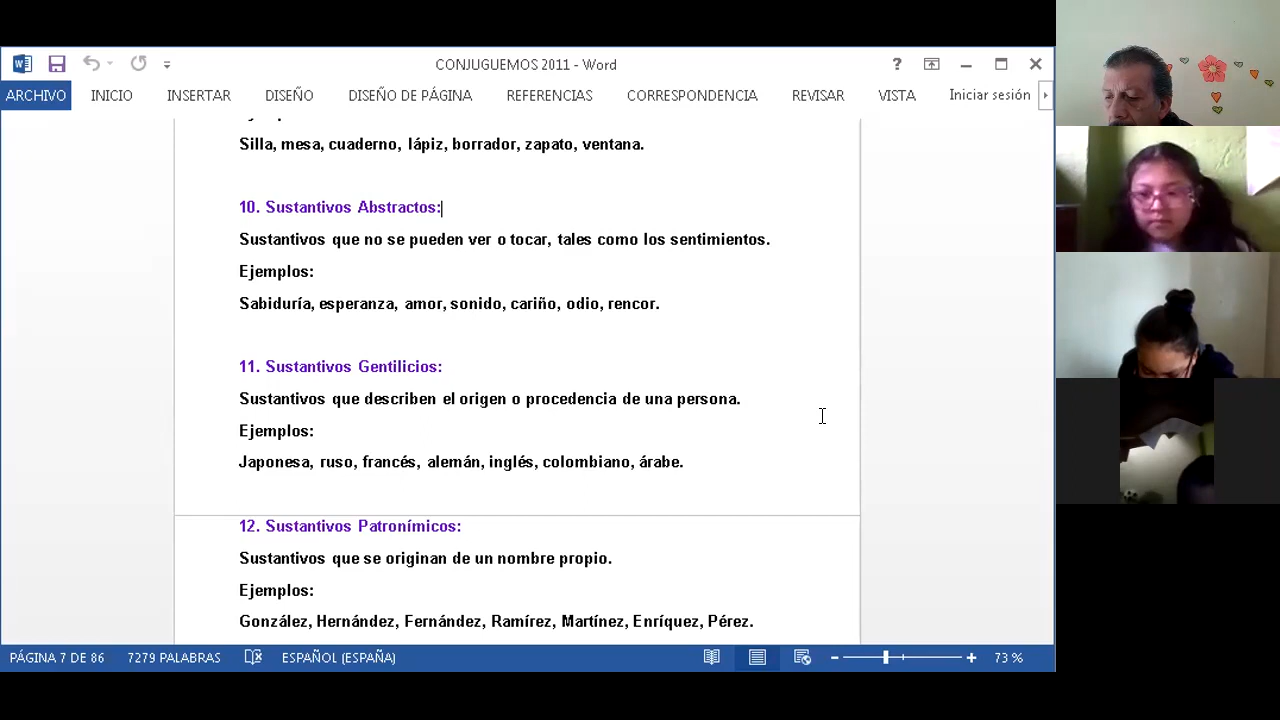 CONJUGUEMOS 2011 - Word
ARCHIVO INICIO INSERTAR DISEÑO DISEÑO DE PÁGINA REFERENCIAS CORRESPONDENCIA REVISAR VISTA Iniciar sesión
Silla, mesa, cuaderno, lápiz, borrador, zapato, ventana.
10. Sustantivos Abstractos:
Sustantivos que no se pueden ver o tocar, tales como los sentimientos.
Ejemplos:
Sabiduría, esperanza, amor, sonido, cariño, odio, rencor.
11. Sustantivos Gentilicios:
Sustantivos que describen el origen o procedencia de una persona.
Ejemplos:
Japonesa, ruso, francés, alemán, inglés, colombiano, árabe.
12. Sustantivos Patronímicos:
Sustantivos que se originan de un nombre propio.
Ejemplos:
González, Hernández, Fernández, Ramírez, Martínez, Enríquez, Pérez.
PÁGINA 7 DE 86 7279 PALABRAS ESPAÑOL (ESPAÑA) 73 %